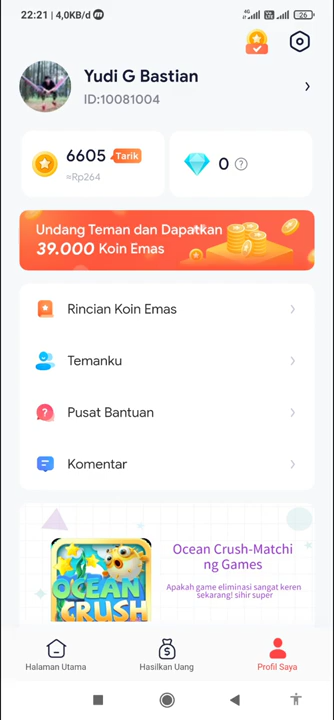 22:21 | 4,0KB/d
4G
26
Yudi G Bastian
ID:10081004
6605 Tarik
≈Rp264
0 ?
Undang Teman dan Dapatkan
39.000 Koin Emas
Rincian Koin Emas
Temanku
Pusat Bantuan
Komentar
Ocean Crush-Matchi
ng Games
Apakah game eliminasi sangat keren
sekarang! sihir super
OCEAN
CRUSH
Halaman Utama
Hasilkan Uang
Profil Saya